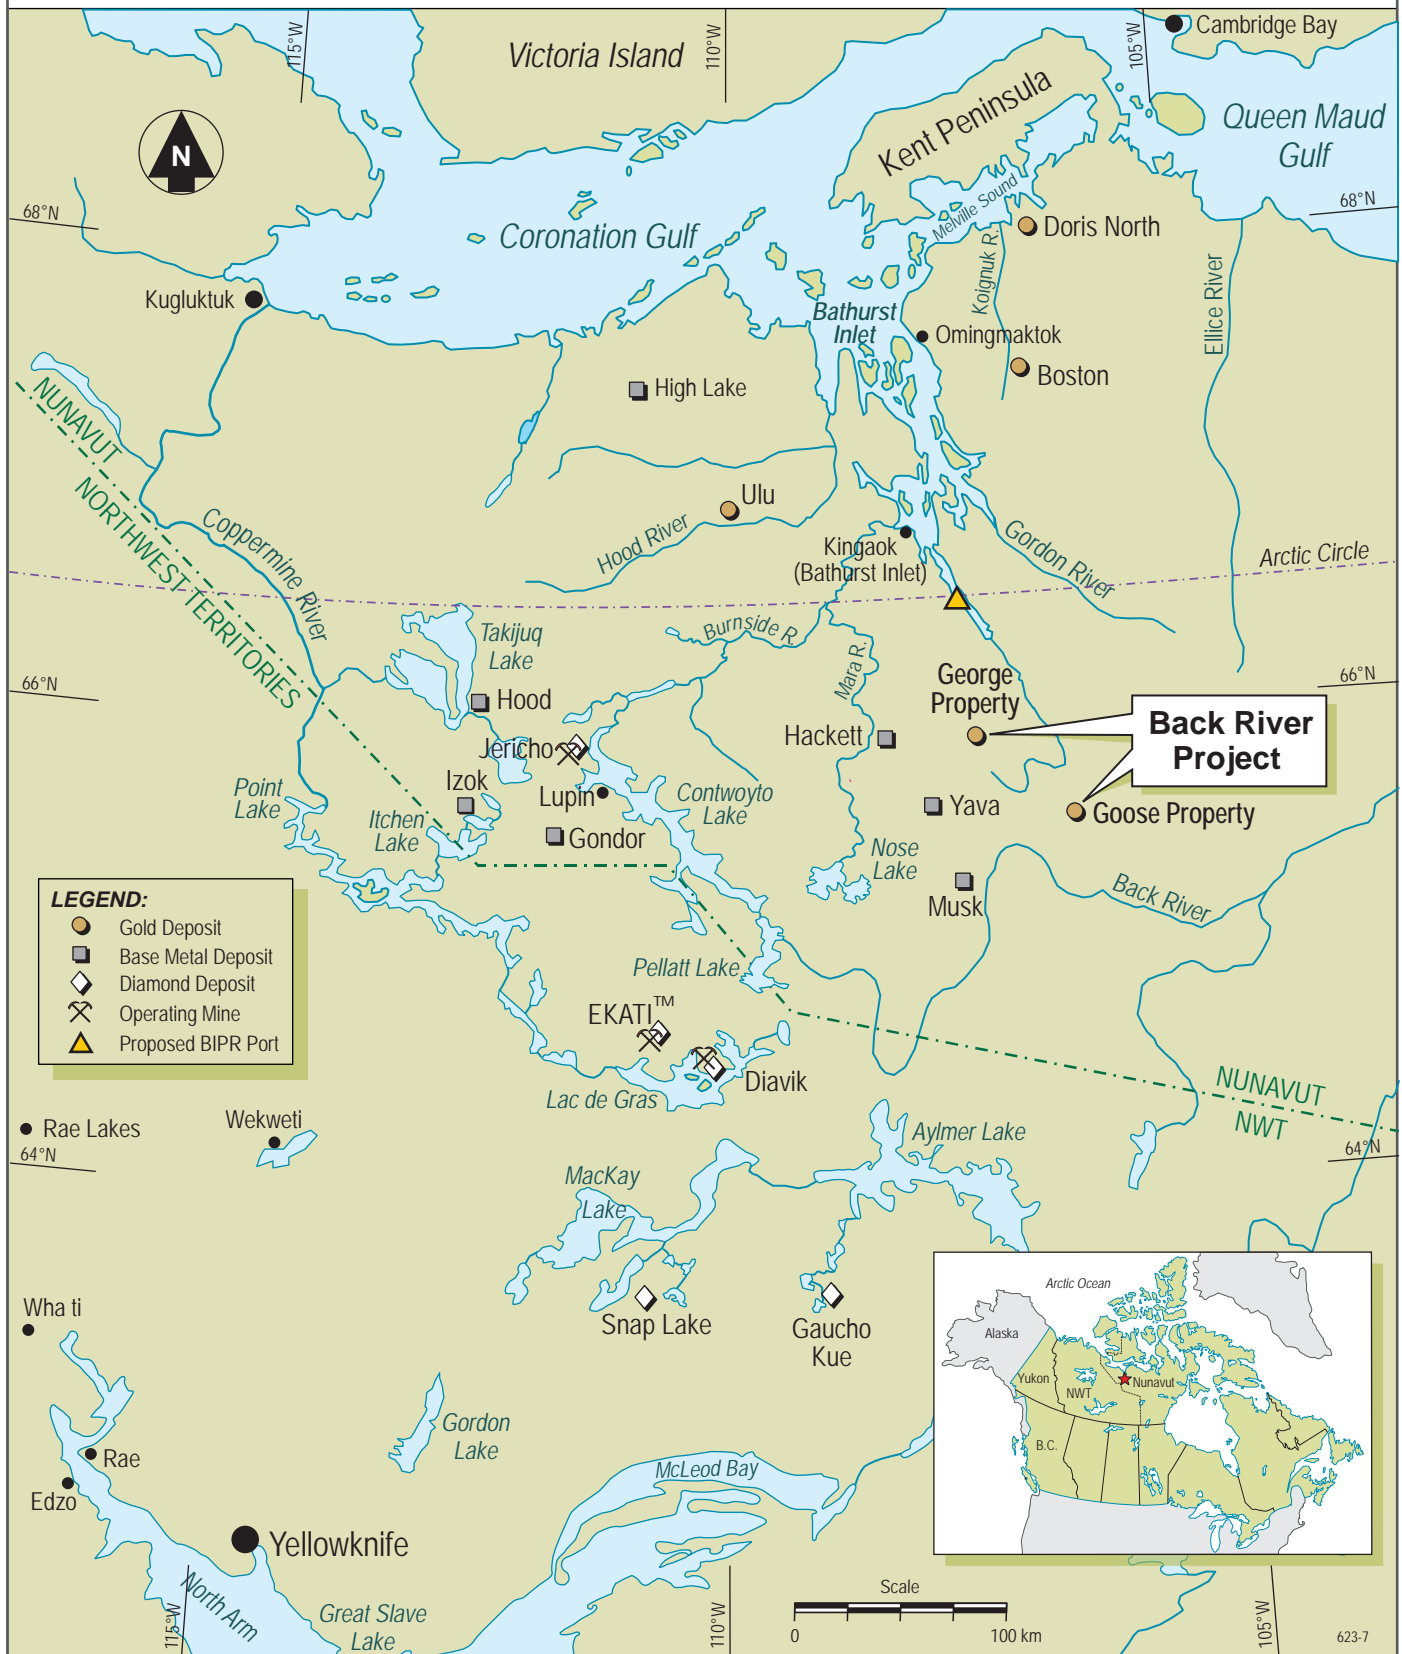 115°W
Victoria Island
110°W
105°W
Cambridge Bay
Kent Peninsula
Queen Maud
Gulf
N
68°N
68°N
Melville Sound
Coronation Gulf
Doris North
Koignuk R.
Ellice River
Kugluktuk
Bathurst
Inlet
Omingmaktok
Boston
High Lake
NUNAVUT
NORTHWEST TERRITORIES
Ulu
Coppermine River
Hood River
Gordon River
Kingaok
(Bathurst Inlet)
Arctic Circle
Takijuq
Lake
Burnside R.
Mara R.
66°N
66°N
George
Property
Hood
Back River
Project
Hackett
Jericho
Izok
Lupin
Contwoyto
Lake
Point
Lake
Itchen
Lake
Yava
Goose Property
Gondor
Nose
Lake
Musk
Back River
LEGEND:
Gold Deposit
Base Metal Deposit
Diamond Deposit
Operating Mine
Proposed BIPR Port
Pellatt Lake
EKATI™
Diavik
Lac de Gras
NUNAVUT
NWT
Rae Lakes
Wekweti
64°N
64°N
Aylmer Lake
MacKay
Lake
Snap Lake
Gaucho
Kue
Wha ti
Arctic Ocean
Alaska
Yukon
NWT
Nunavut
B.C.
Gordon
Lake
Rae
Edzo
McLeod Bay
Yellowknife
North Arm
Great Slave
Lake
115°W
110°W
105°W
Scale
0
100 km
623-7